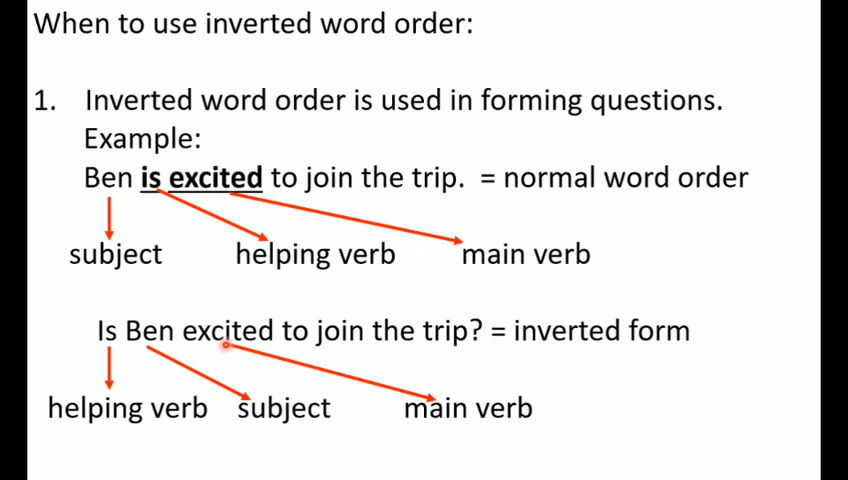 When to use inverted word order:
1. Inverted word order is used in forming questions.
Example:
Ben is excited to join the trip. = normal word order
subject helping verb main verb
Is Ben excited to join the trip? = inverted form
helping verb subject main verb